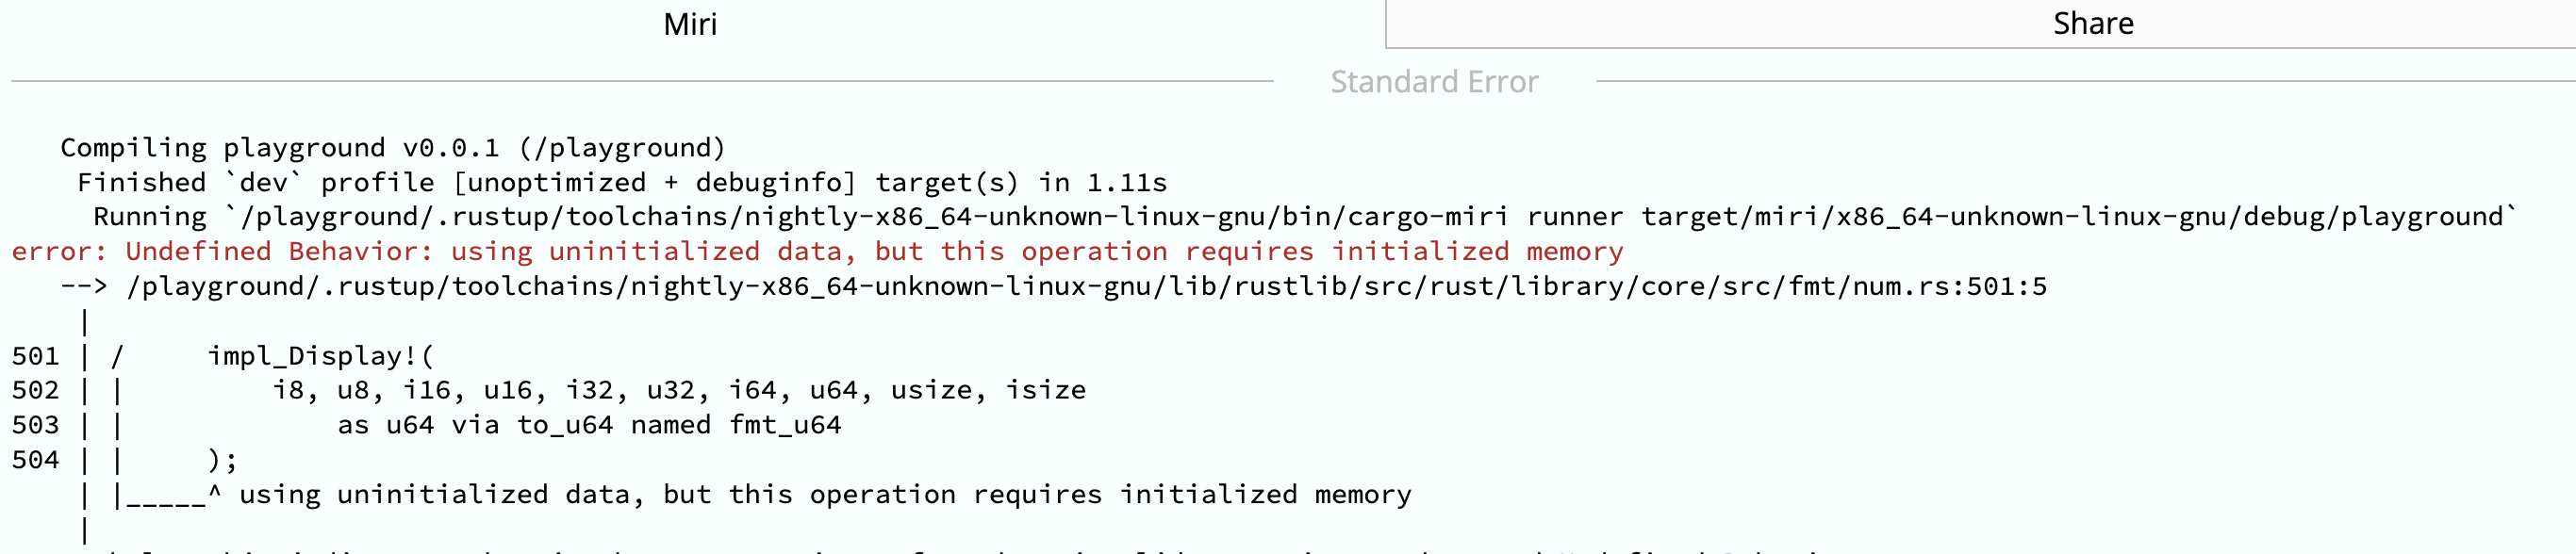 Miri
Share
Standard Error
Compiling playground v0.0.1 (/playground)
Finished `dev` profile [unoptimized + debuginfo] target(s) in 1.11s
Running `/playground/.rustup/toolchains/nightly-x86_64-unknown-linux-gnu/bin/cargo-miri runner target/miri/x86_64-unknown-linux-gnu/debug/playground`
error: Undefined Behavior: using uninitialized data, but this operation requires initialized memory
--> /playground/.rustup/toolchains/nightly-x86_64-unknown-linux-gnu/lib/rustlib/src/rust/library/core/src/fmt/num.rs:501:5
|
501 | /     impl_Display!(
502 | |         i8, u8, i16, u16, i32, u32, i64, u64, usize, isize
503 | |             as u64 via to_u64 named fmt_u64
504 | |     );
| |_____^ using uninitialized data, but this operation requires initialized memory
|